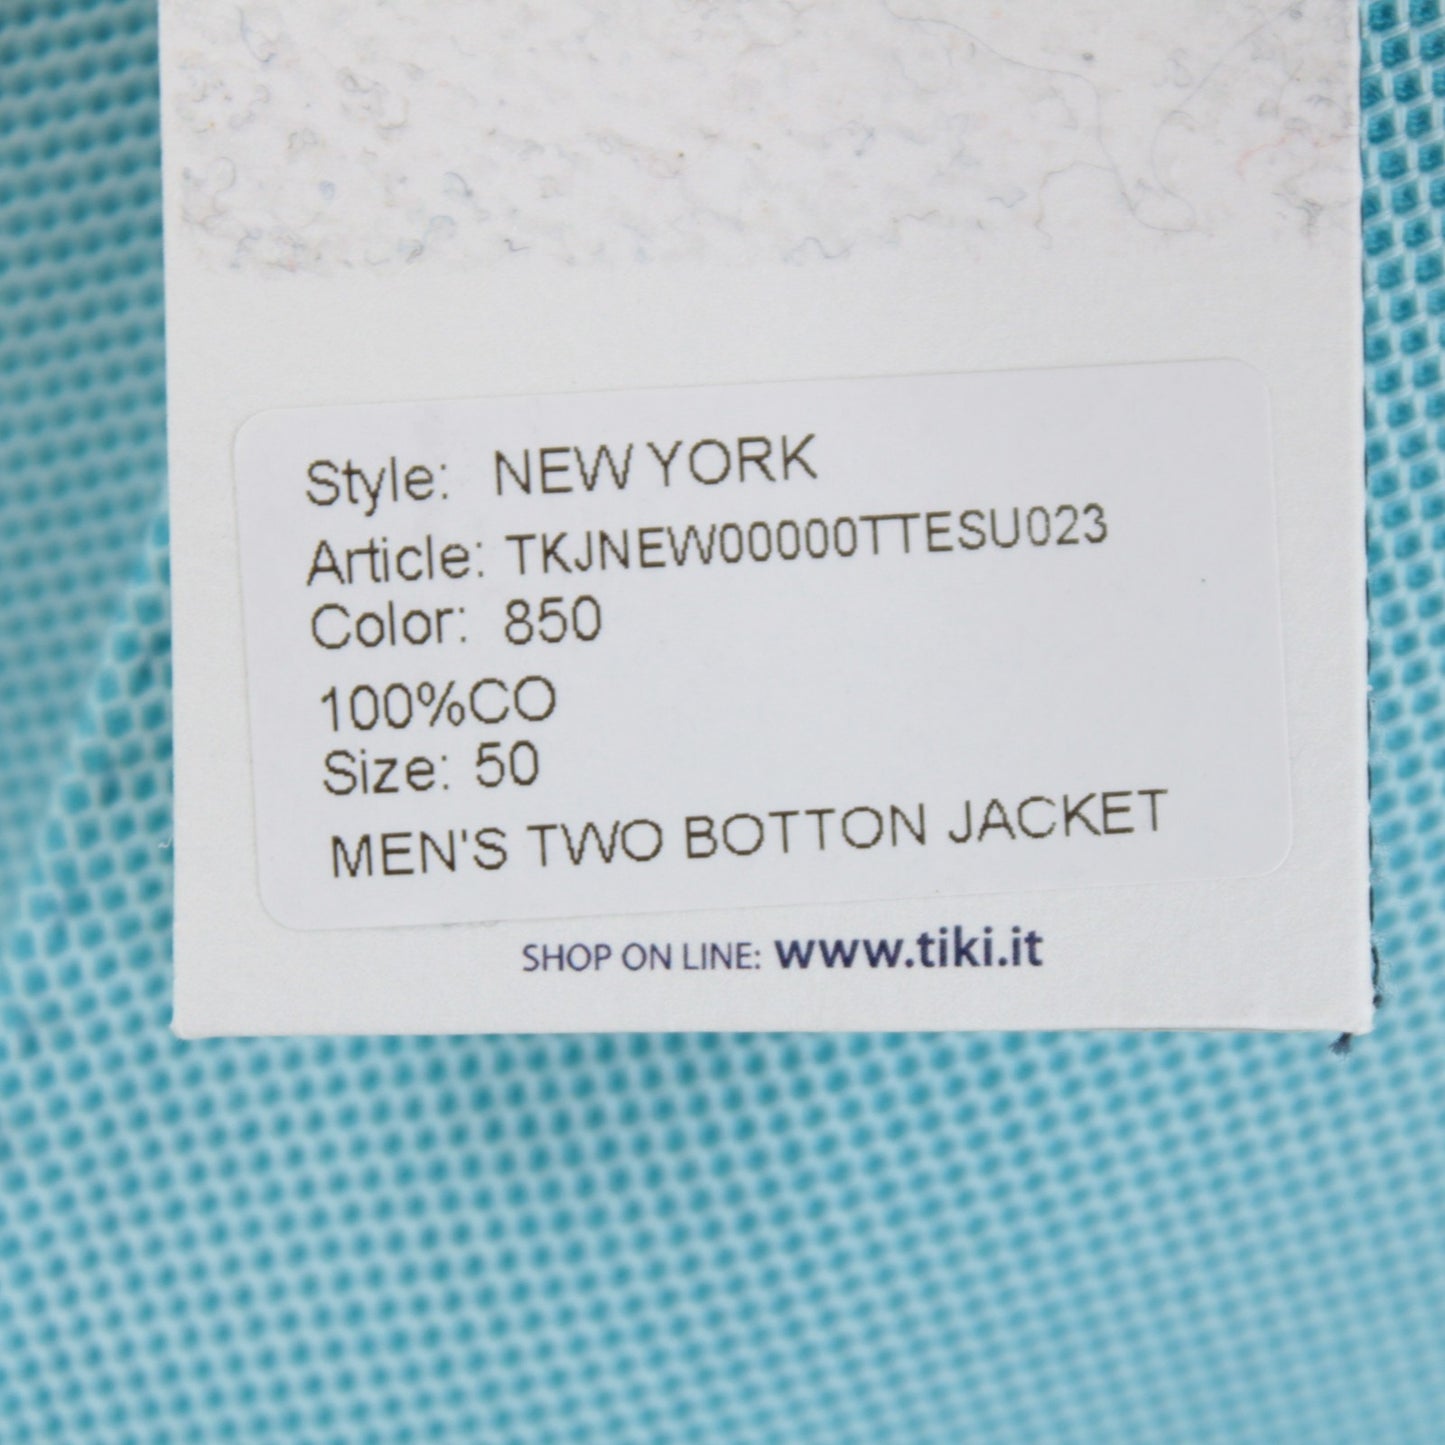 Style: NEW YORK
Article: TKJNEW00000TTESU023
Color: 850
100%CO
Size: 50
MEN'S TWO BOTTON JACKET
SHOP ON LINE: www.tiki.it